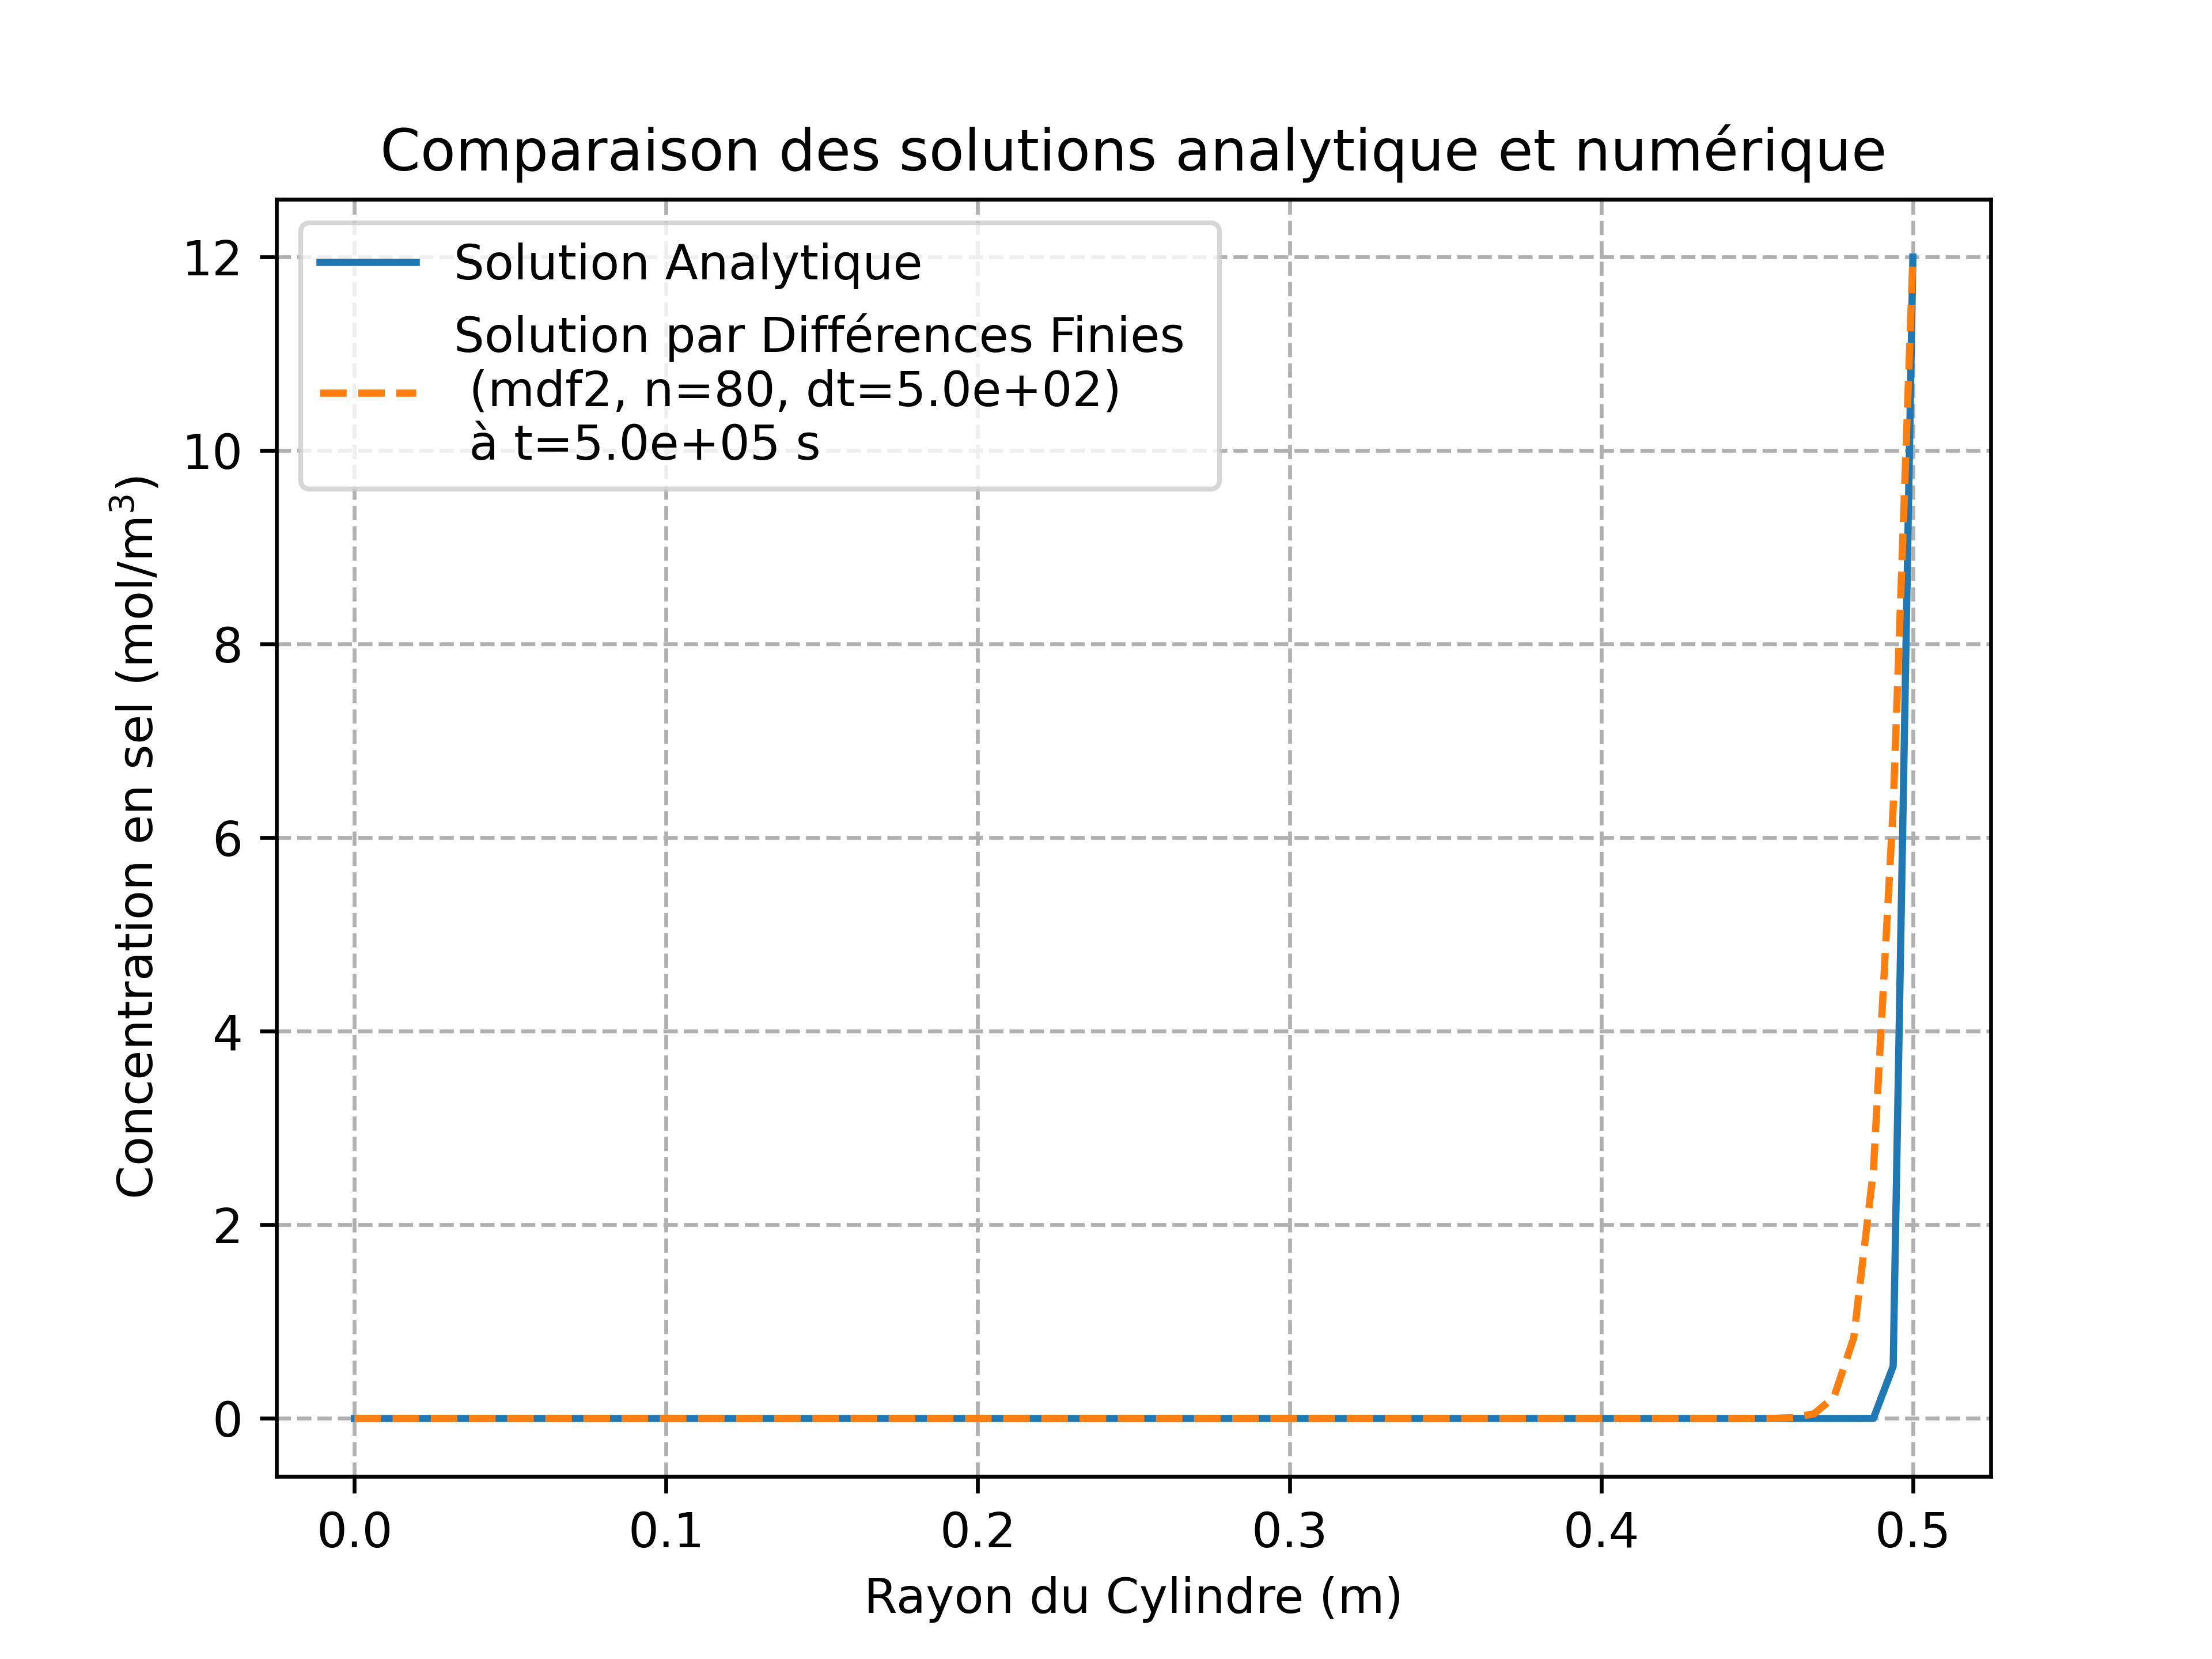 Comparaison des solutions analytique et numérique
Solution Analytique
Solution par Différences Finies
(mdf2, n=80, dt=5.0e+02)
à t=5.0e+05 s
Concentration en sel (mol/m³)
12
10
8
6
4
2
0
0.0 0.1 0.2 0.3 0.4 0.5
Rayon du Cylindre (m)